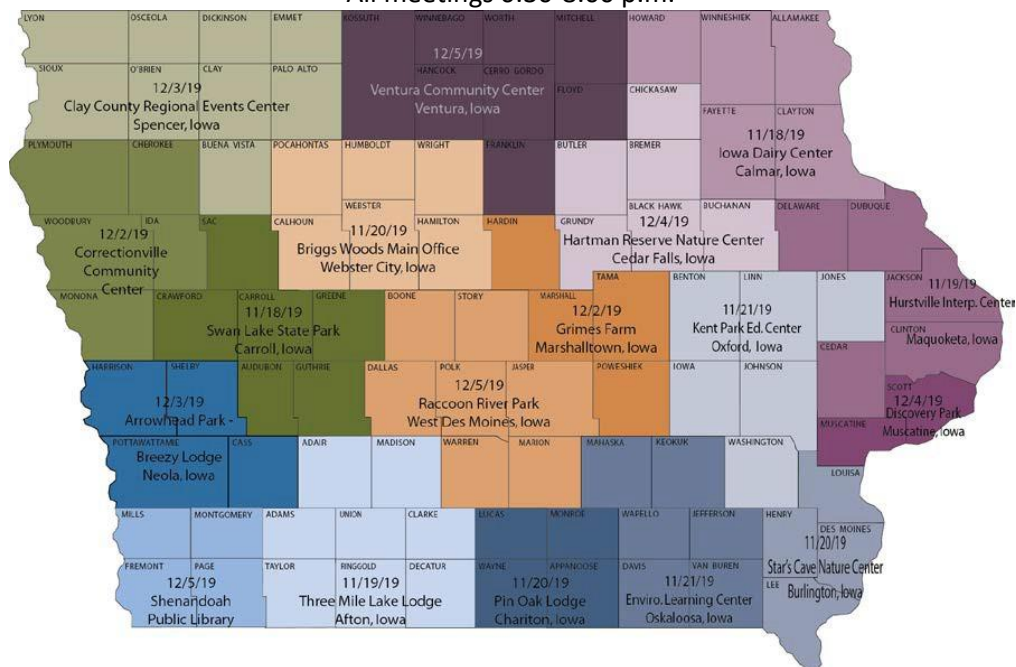 All meetings 6:30-8:00 p.m.
LYON
OSCEOLA
DICKINSON
EMMET
KOSSUTH
WINNEBAGO
WORTH
MITCHELL
HOWARD
WINNESHIEK
ALLAMAKEE
SIOUX
O'BRIEN
CLAY
PALO ALTO
12/3/19
Clay County Regional Events Center
Spencer, Iowa
12/5/19
HANCOCK
CERRO GORDO
Ventura Community Center
Ventura, Iowa
FLOYD
CHICKASAW
FAYETTE
CLAYTON
11/18/19
Iowa Dairy Center
Calmar, Iowa
PLYMOUTH
CHEROKEE
BUENA VISTA
POCAHONTAS
HUMBOLDT
WRIGHT
FRANKLIN
BUTLER
BREMER
WOODBURY
IDA
SAC
12/2/19
Correctionville
Community
Center
CALHOUN
WEBSTER
HAMILTON
HARDIN
11/20/19
Briggs Woods Main Office
Webster City, Iowa
GRUNDY
BLACK HAWK
BUCHANAN
12/4/19
Hartman Reserve Nature Center
Cedar Falls, Iowa
DELAWARE
DUBUQUE
MONONA
CRAWFORD
CARROLL
GREENE
11/18/19
Swan Lake State Park
Carroll, Iowa
BOONE
STORY
MARSHALL
TAMA
12/2/19
Grimes Farm
Marshalltown, Iowa
BENTON
LINN
JONES
11/21/19
Kent Park Ed. Center
Oxford, Iowa
JACKSON
11/19/19
Hurstville Interp. Center
CLINTON
Maquoketa, Iowa
CEDAR
HARRISON
SHELBY
AUDUBON
GUTHRIE
12/3/19
Arrowhead Park -
DALLAS
POLK
JASPER
POWESHIEK
12/5/19
Raccoon River Park
West Des Moines, Iowa
IOWA
JOHNSON
SCOTT
12/4/19
Discovery Park
MUSCATINE
Muscatine, Iowa
POTTAWATTAMIE
CASS
Breezy Lodge
Neola, Iowa
ADAIR
MADISON
WARREN
MARION
MAHASKA
KEOKUK
WASHINGTON
LOUISA
MILLS
MONTGOMERY
ADAMS
UNION
CLARKE
LUCAS
MONROE
WAPELLO
JEFFERSON
HENRY
DES MOINES
11/20/19
Star's Cave Nature Center
LEE
Burlington, Iowa
FREMONT
PAGE
12/5/19
Shenandoah
Public Library
TAYLOR
RINGGOLD
DECATUR
11/19/19
Three Mile Lake Lodge
Afton, Iowa
WAYNE
APPANOOSE
11/20/19
Pin Oak Lodge
Chariton, Iowa
DAVIS
VAN BUREN
11/21/19
Enviro. Learning Center
Oskaloosa, Iowa